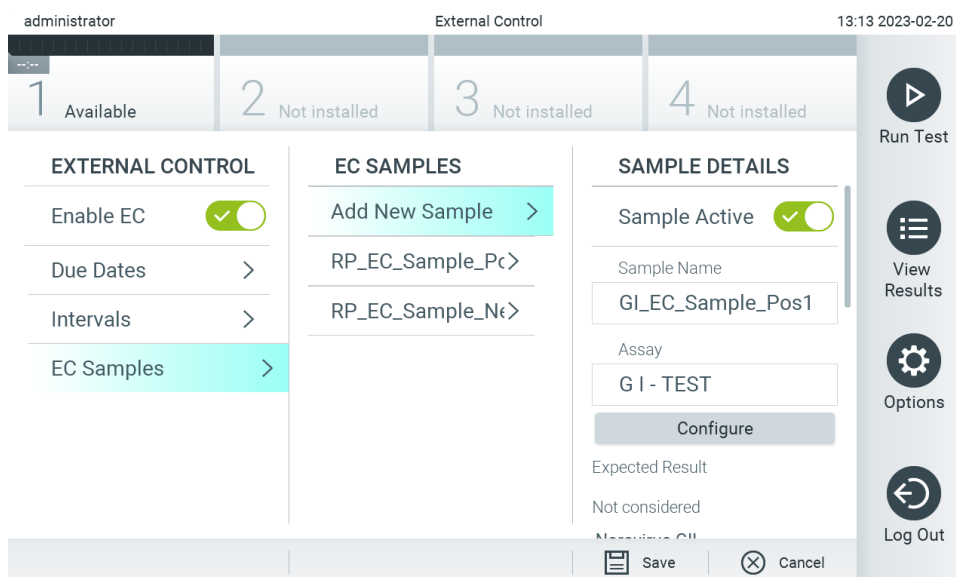 administrator External Control 13:13 2023-02-20
--:--
1 Available 2 Not installed 3 Not installed 4 Not installed
Run Test
EXTERNAL CONTROL
Enable EC
Due Dates
Intervals
EC Samples
EC SAMPLES
Add New Sample
RP_EC_Sample_Po
RP_EC_Sample_Ne
SAMPLE DETAILS
Sample Active
Sample Name
GI_EC_Sample_Pos1
Assay
G I - TEST
Configure
Expected Result
Not considered
Norovirus GII
View
Results
Options
Log Out
Save Cancel